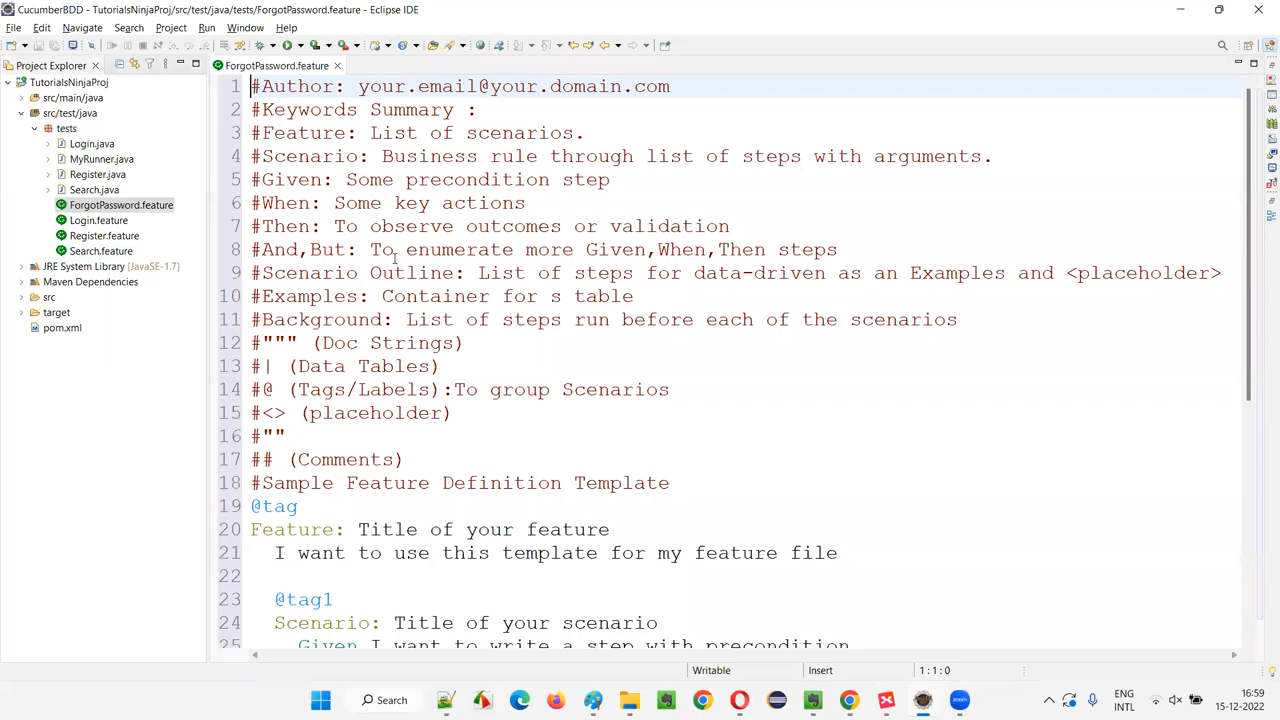 CucumberBDD - TutorialsNinjaProj/src/test/java/tests/ForgotPassword.feature - Eclipse IDE
File Edit Navigate Search Project Run Window Help
Project Explorer
ForgotPassword.feature
TutorialsNinjaProj
src/main/java
src/test/java
tests
Login.java
MyRunner.java
Register.java
Search.java
ForgotPassword.feature
Login.feature
Register.feature
Search.feature
JRE System Library [JavaSE-1.7]
Maven Dependencies
src
target
pom.xml
1 #Author: your.email@your.domain.com
2 #Keywords Summary :
3 #Feature: List of scenarios.
4 #Scenario: Business rule through list of steps with arguments.
5 #Given: Some precondition step
6 #When: Some key actions
7 #Then: To observe outcomes or validation
8 #And,But: To enumerate more Given,When,Then steps
9 #Scenario Outline: List of steps for data-driven as an Examples and <placeholder>
10 #Examples: Container for s table
11 #Background: List of steps run before each of the scenarios
12 #""" (Doc Strings)
13 #| (Data Tables)
14 #@ (Tags/Labels):To group Scenarios
15 #<> (placeholder)
16 #""
17 ## (Comments)
18 #Sample Feature Definition Template
19 @tag
20 Feature: Title of your feature
21 I want to use this template for my feature file
22
23 @tag1
24 Scenario: Title of your scenario
25 Given I want to write a step with precondition
Writable Insert 1 : 1 : 0
Search
ENG
INTL
16:59
15-12-2022